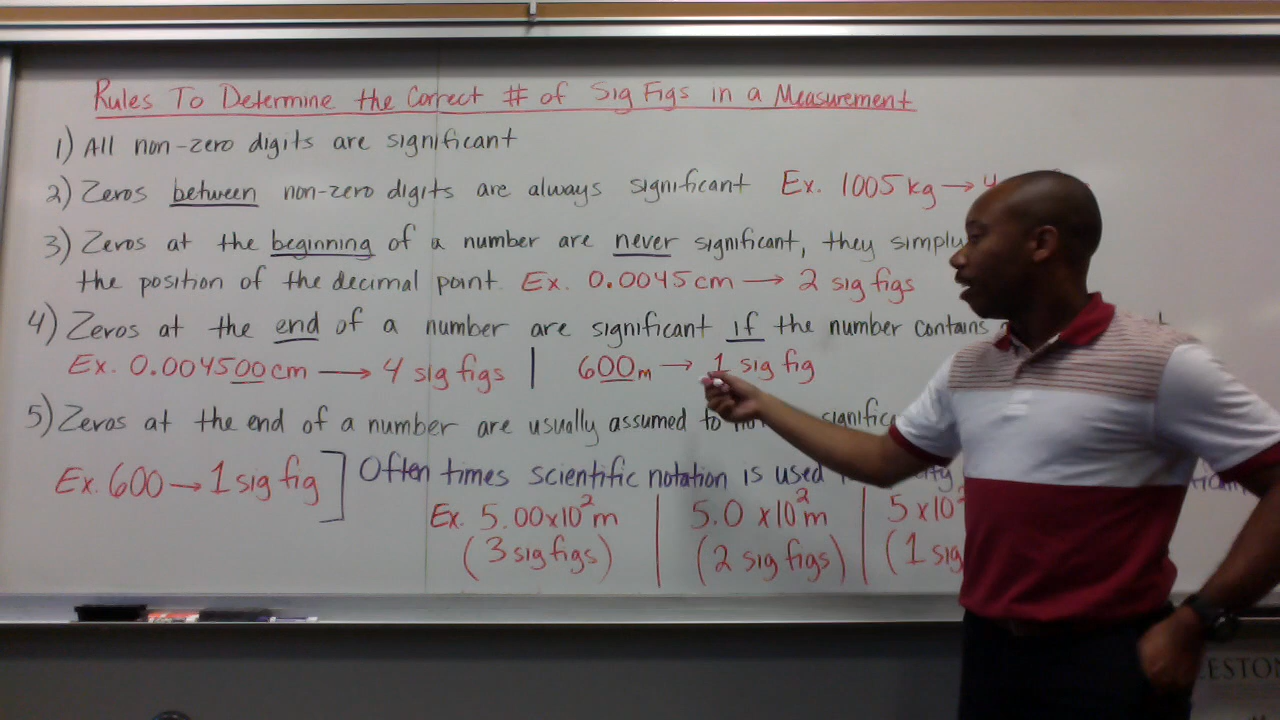 Rules To Determine the Correct # of Sig Figs in a Measurement
1) All non-zero digits are significant
2) Zeros between non-zero digits are always significant Ex. 1005 kg → 4
3) Zeros at the beginning of a number are never significant, they simply
the position of the decimal point. Ex. 0.0045 cm → 2 sig figs
4) Zeros at the end of a number are significant if the number contains
Ex. 0.004500 cm → 4 sig figs | 600 m → 1 sig fig
5) Zeros at the end of a number are usually assumed to
Ex. 600 → 1 sig fig ] Often times scientific notation is used
Ex. 5.00x10² m | 5.0 x10² m | 5 x10²
(3 sig figs) (2 sig figs) (1 sig